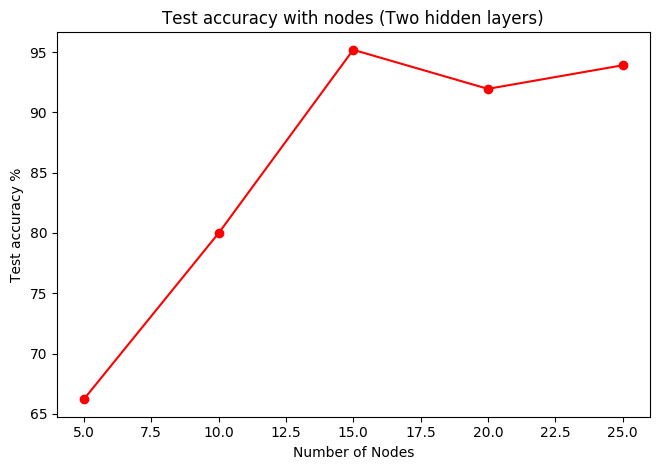 Test accuracy with nodes (Two hidden layers)
Test accuracy %
95
90
85
80
75
70
65
5.0 7.5 10.0 12.5 15.0 17.5 20.0 22.5 25.0
Number of Nodes